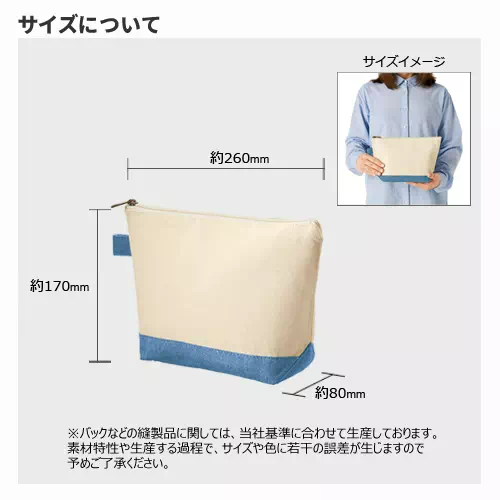 サイズについて
サイズイメージ
約260mm
約170mm
約80mm
※バックなどの縫製品に関しては、当社基準に合わせて生産しております。
素材特性や生産する過程で、サイズや色に若干の誤差が生じますので
予めご了承ください。